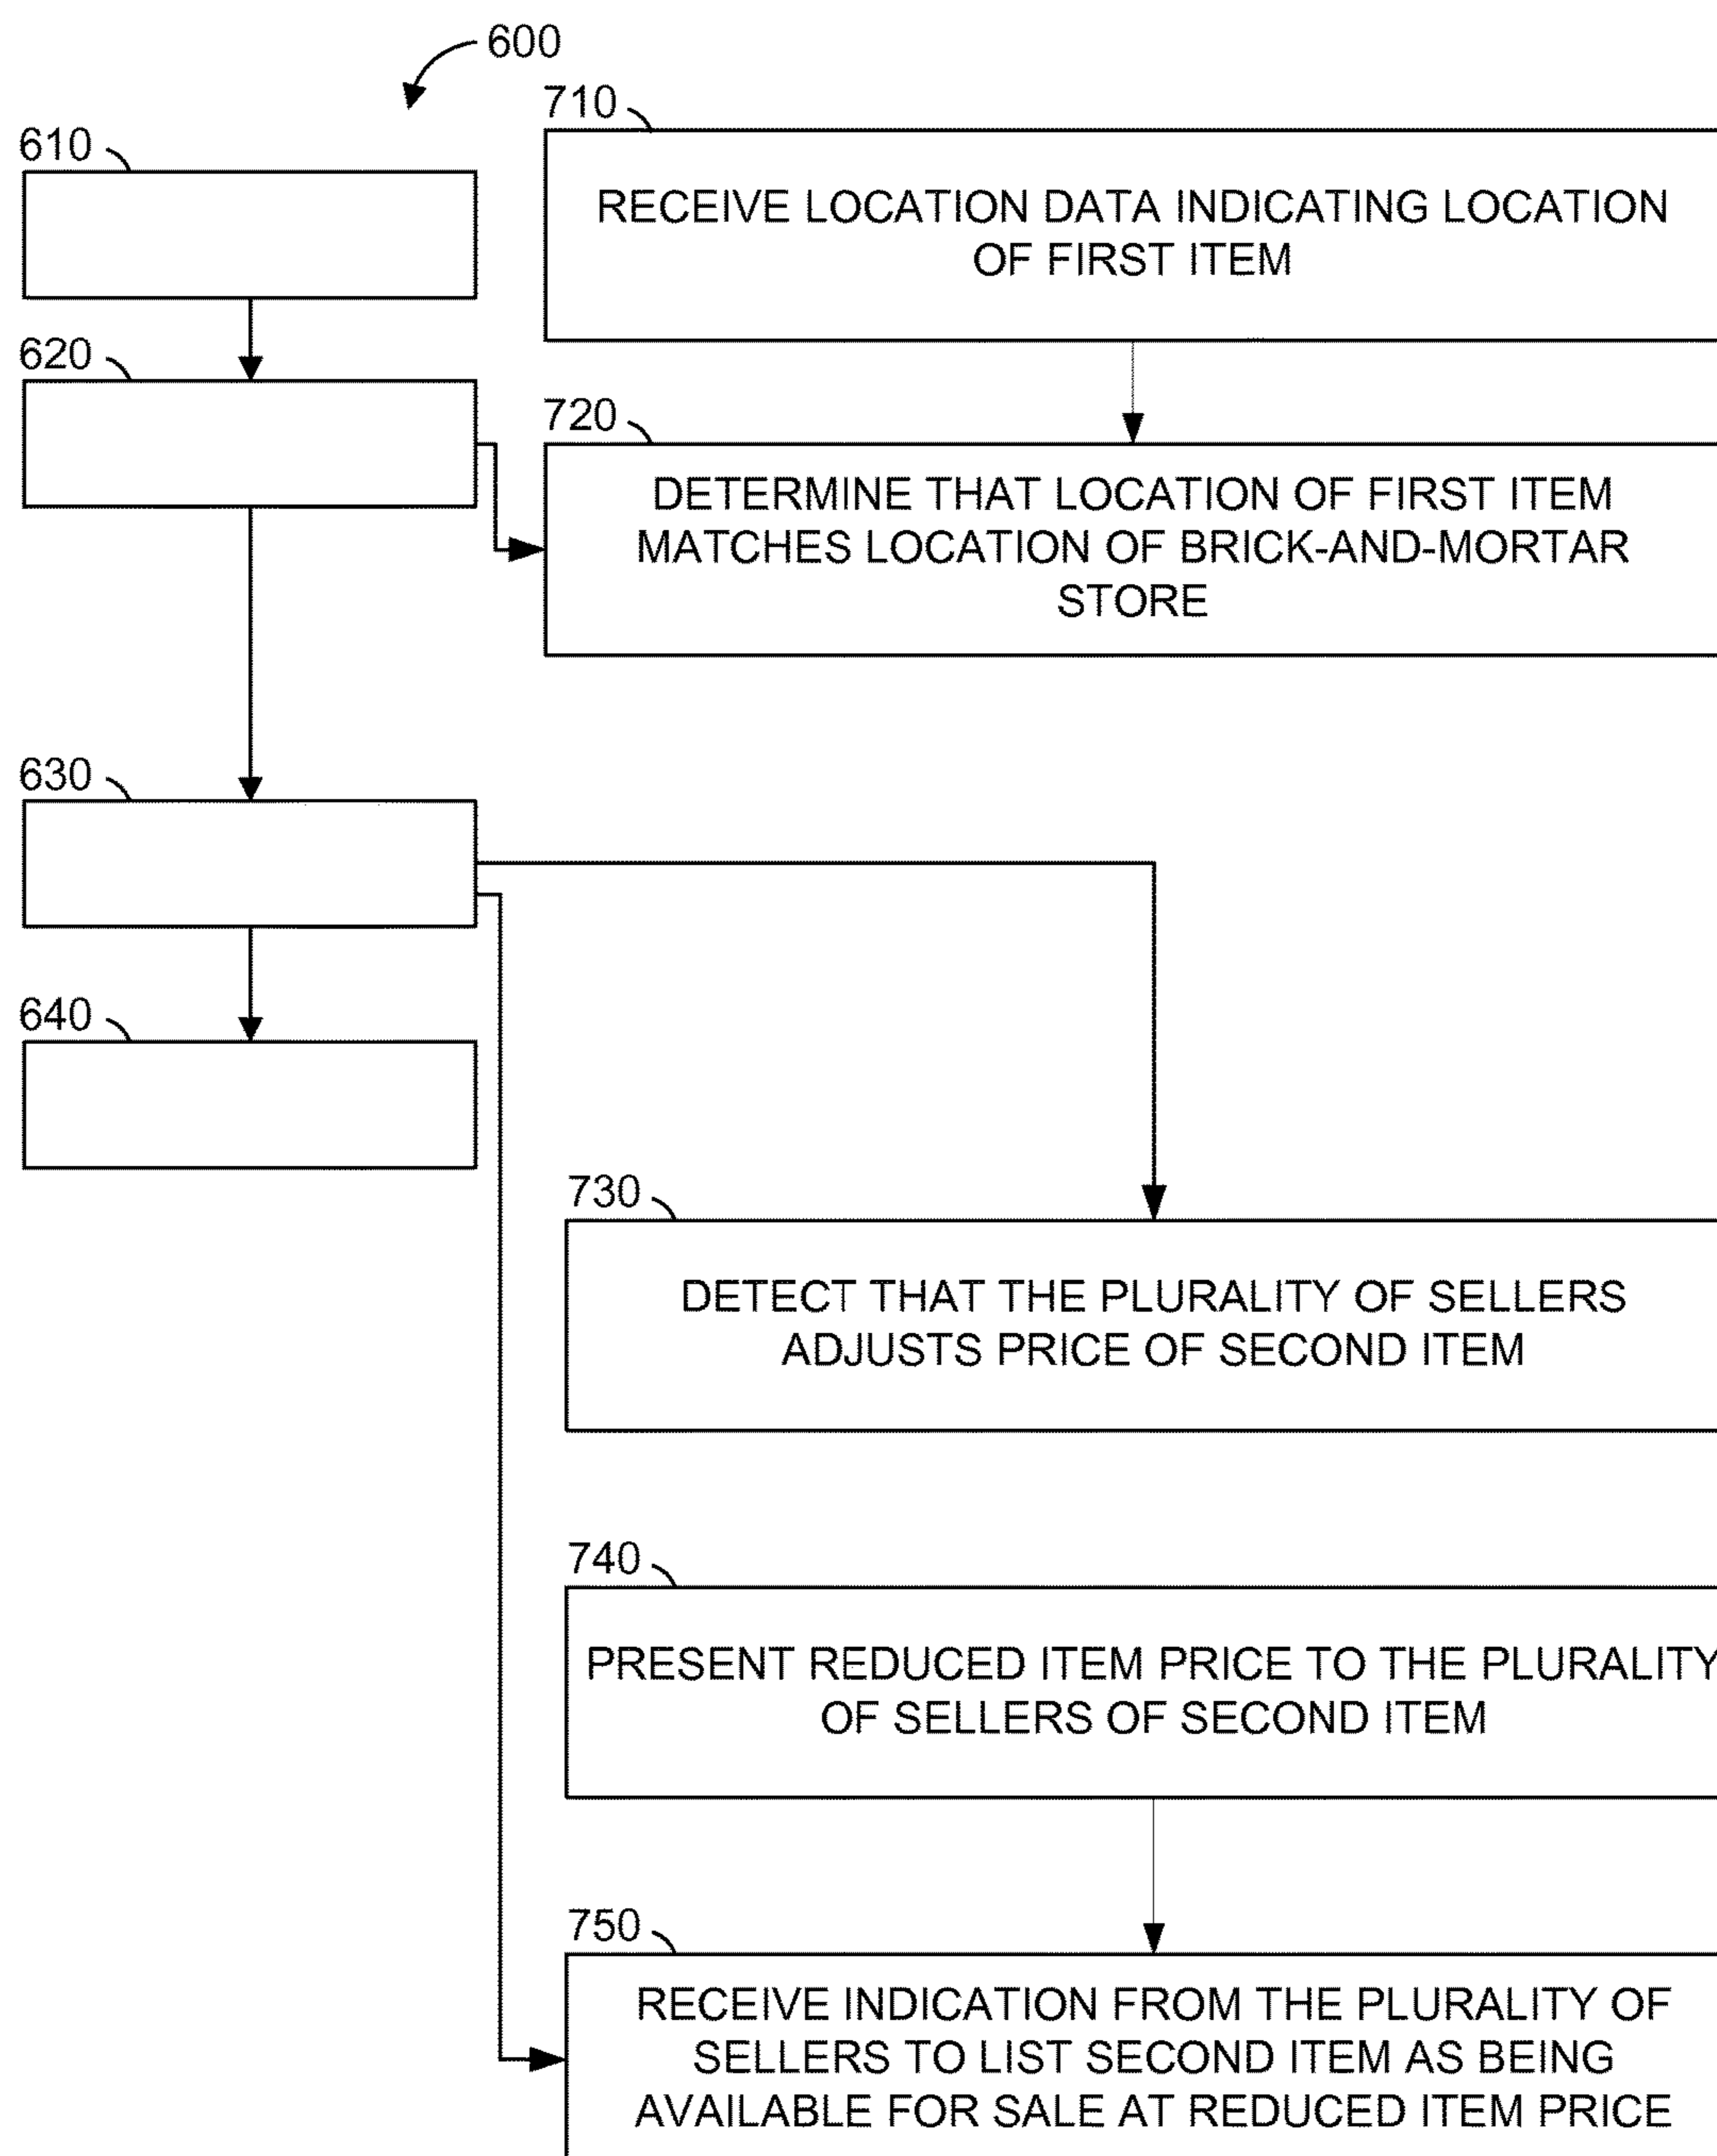 600
710
610
RECEIVE LOCATION DATA INDICATING LOCATION
OF FIRST ITEM
620
720
DETERMINE THAT LOCATION OF FIRST ITEM
MATCHES LOCATION OF BRICK-AND-MORTAR
STORE
630
640
730
DETECT THAT THE PLURALITY OF SELLERS
ADJUSTS PRICE OF SECOND ITEM
740
PRESENT REDUCED ITEM PRICE TO THE PLURALITY
OF SELLERS OF SECOND ITEM
750
RECEIVE INDICATION FROM THE PLURALITY OF
SELLERS TO LIST SECOND ITEM AS BEING
AVAILABLE FOR SALE AT REDUCED ITEM PRICE